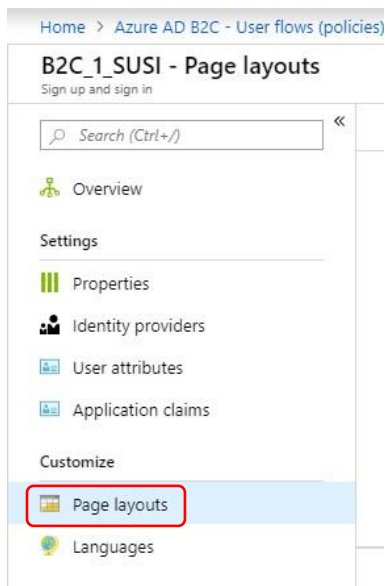 Home > Azure AD B2C - User flows (policies)
B2C_1_SUSI - Page layouts
Sign up and sign in
Search (Ctrl+/)
«
Overview
Settings
Properties
Identity providers
User attributes
Application claims
Customize
Page layouts
Languages